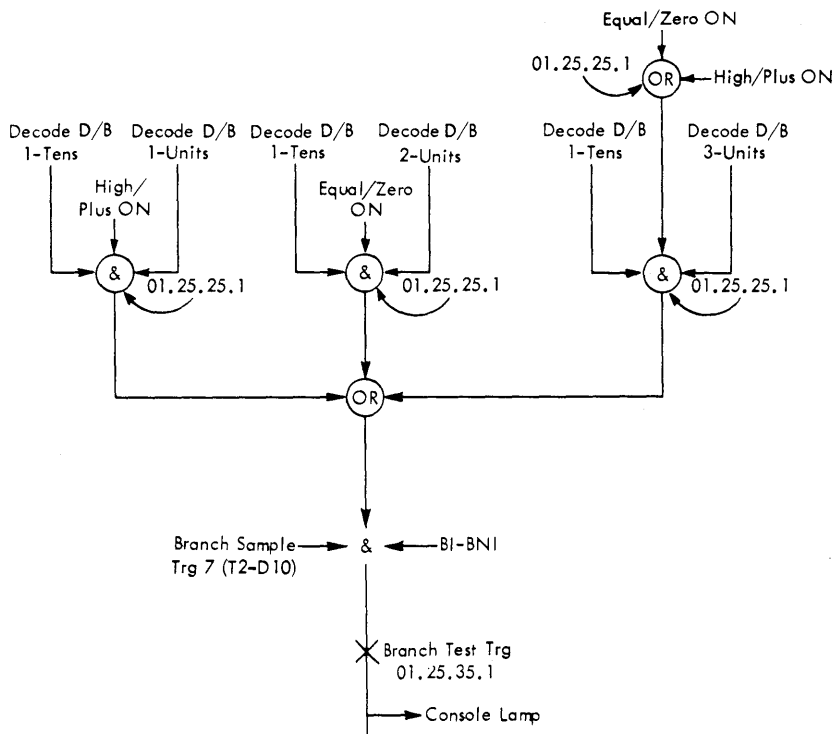 Equal/Zero ON
01.25.25.1
OR
High/Plus ON
Decode D/B
1-Tens
Decode D/B
1-Units
Decode D/B
1-Tens
Decode D/B
2-Units
Decode D/B
1-Tens
Decode D/B
3-Units
High/
Plus ON
Equal/Zero
ON
&
01.25.25.1
&
01.25.25.1
&
01.25.25.1
OR
Branch Sample
Trg 7 (T2-D10)
&
BI-BNI
Branch Test Trg
01.25.35.1
Console Lamp